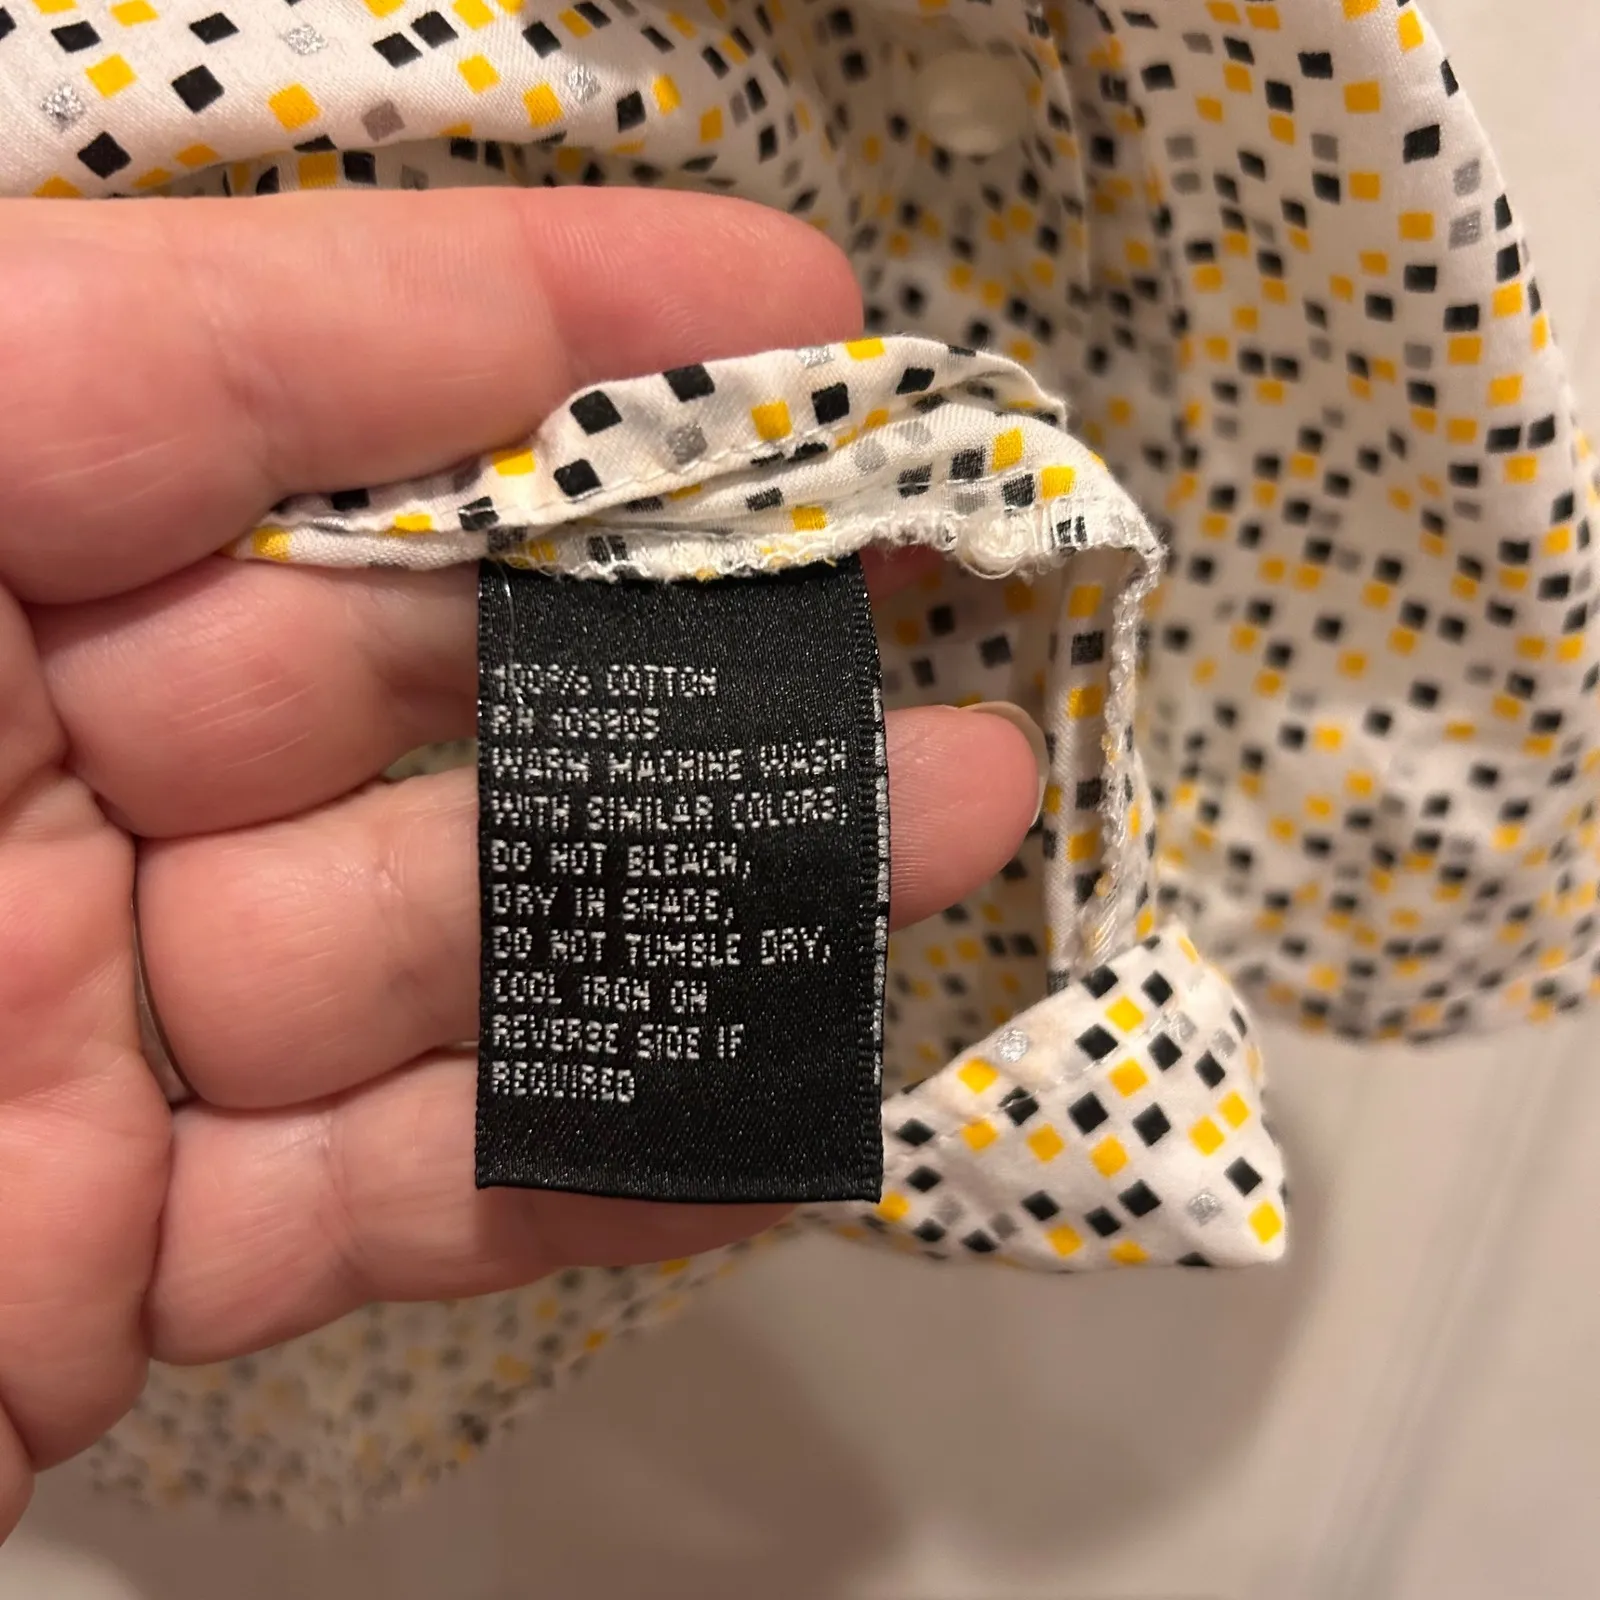 100% COTTON
RN 109905
WARM MACHINE WASH
WITH SIMILAR COLORS,
DO NOT BLEACH,
DRY IN SHADE,
DO NOT TUMBLE DRY,
COOL IRON ON
REVERSE SIDE IF
REQUIRED